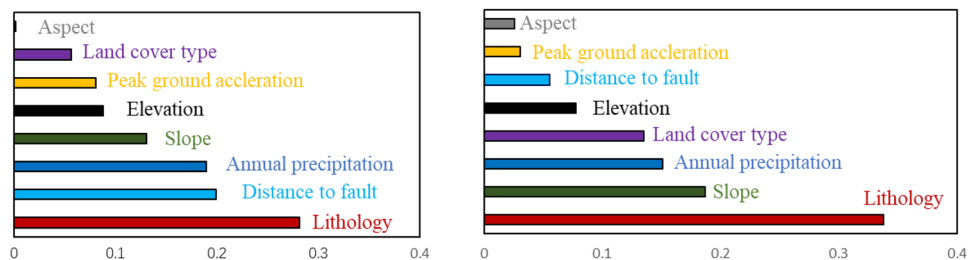 Aspect
Land cover type
Peak ground accleration
Elevation
Slope
Annual precipitation
Distance to fault
Lithology
0 0.1 0.2 0.3 0.4
Aspect
Peak ground accleration
Distance to fault
Elevation
Land cover type
Annual precipitation
Slope
Lithology
0 0.1 0.2 0.3 0.4